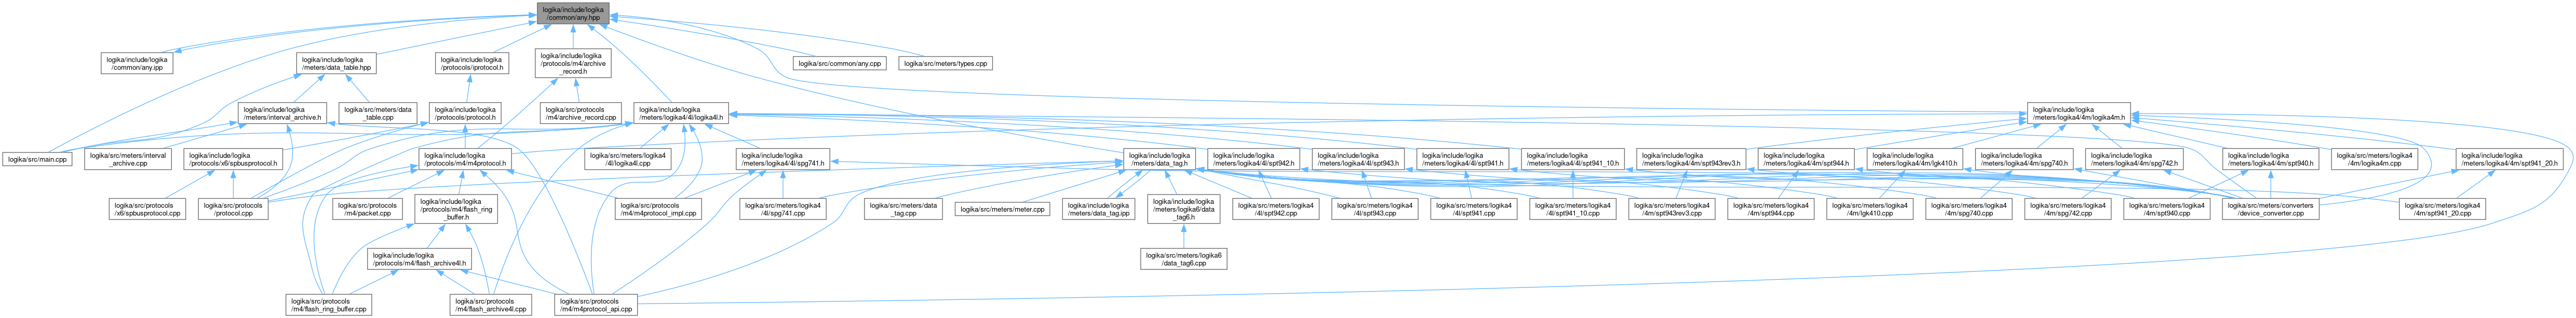 logika/include/logika
/common/any.hpp
logika/include/logika
/common/any.ipp
logika/include/logika
/meters/data_table.hpp
logika/include/logika
/protocols/iprotocol.h
logika/include/logika
/protocols/m4/archive
_record.h
logika/src/common/any.cpp
logika/src/meters/types.cpp
logika/include/logika
/meters/interval_archive.h
logika/src/meters/data
_table.cpp
logika/include/logika
/protocols/protocol.h
logika/src/protocols
/m4/archive_record.cpp
logika/include/logika
/meters/logika4/4l/logika4l.h
logika/include/logika
/meters/logika4/4m/logika4m.h
logika/src/main.cpp
logika/src/meters/interval
_archive.cpp
logika/include/logika
/protocols/x6/spbusprotocol.h
logika/include/logika
/protocols/m4/m4protocol.h
logika/src/meters/logika4
/4l/logika4l.cpp
logika/include/logika
/meters/logika4/4l/spg741.h
logika/include/logika
/meters/data_tag.h
logika/include/logika
/meters/logika4/4l/spt942.h
logika/include/logika
/meters/logika4/4l/spt943.h
logika/include/logika
/meters/logika4/4l/spt941.h
logika/include/logika
/meters/logika4/4l/spt941_10.h
logika/include/logika
/meters/logika4/4m/spt943rev3.h
logika/include/logika
/meters/logika4/4m/spt944.h
logika/include/logika
/meters/logika4/4m/lgk410.h
logika/include/logika
/meters/logika4/4m/spg740.h
logika/include/logika
/meters/logika4/4m/spg742.h
logika/include/logika
/meters/logika4/4m/spt940.h
logika/src/meters/logika4
/4m/logika4m.cpp
logika/include/logika
/meters/logika4/4m/spt941_20.h
logika/src/protocols
/x6/spbusprotocol.cpp
logika/src/protocols
/protocol.cpp
logika/src/protocols
/m4/packet.cpp
logika/include/logika
/protocols/m4/flash_ring
_buffer.h
logika/src/protocols
/m4/m4protocol_impl.cpp
logika/src/meters/logika4
/4l/spg741.cpp
logika/src/meters/data
_tag.cpp
logika/src/meters/meter.cpp
logika/include/logika
/meters/data_tag.ipp
logika/include/logika
/meters/logika6/data
_tag6.h
logika/src/meters/logika4
/4l/spt942.cpp
logika/src/meters/logika4
/4l/spt943.cpp
logika/src/meters/logika4
/4l/spt941.cpp
logika/src/meters/logika4
/4l/spt941_10.cpp
logika/src/meters/logika4
/4m/spt943rev3.cpp
logika/src/meters/logika4
/4m/spt944.cpp
logika/src/meters/logika4
/4m/lgk410.cpp
logika/src/meters/logika4
/4m/spg740.cpp
logika/src/meters/logika4
/4m/spg742.cpp
logika/src/meters/logika4
/4m/spt940.cpp
logika/src/meters/converters
/device_converter.cpp
logika/src/meters/logika4
/4m/spt941_20.cpp
logika/include/logika
/protocols/m4/flash_archive4l.h
logika/src/meters/logika6
/data_tag6.cpp
logika/src/protocols
/m4/flash_ring_buffer.cpp
logika/src/protocols
/m4/flash_archive4l.cpp
logika/src/protocols
/m4/m4protocol_api.cpp